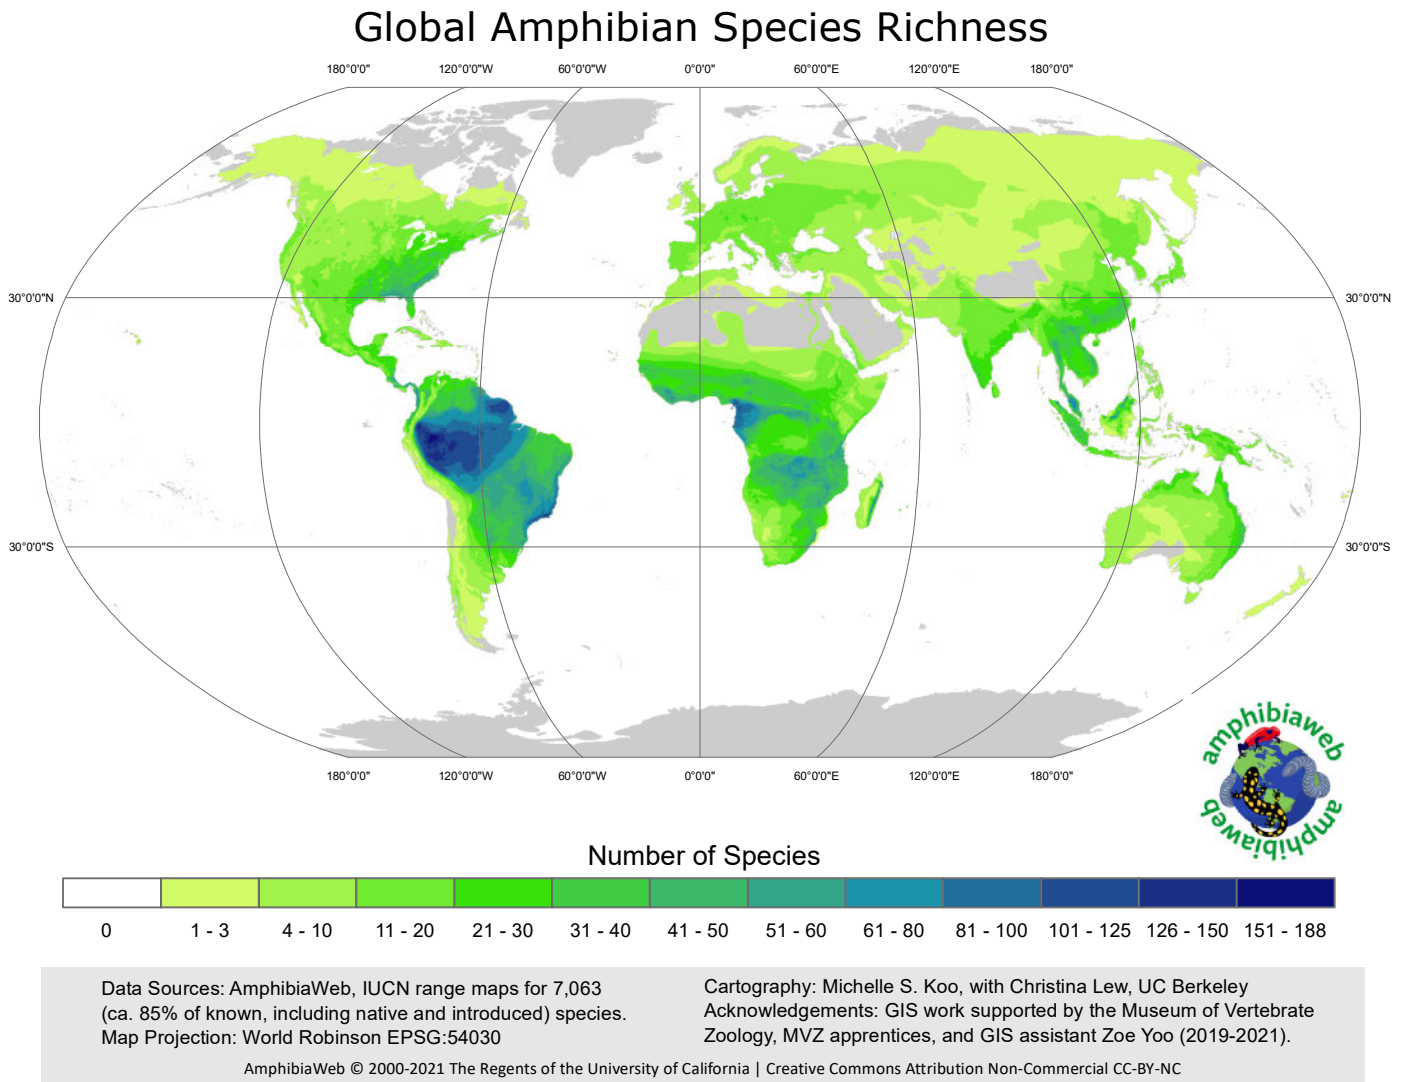 Global Amphibian Species Richness
180°0'0" 120°0'0"W 60°0'0"W 0°0'0" 60°0'0"E 120°0'0"E 180°0'0"
30°0'0"N 30°0'0"N
30°0'0"S 30°0'0"S
180°0'0" 120°0'0"W 60°0'0"W 0°0'0" 60°0'0"E 120°0'0"E 180°0'0"
amphibiaweb
amphibiaweb
Number of Species
0 1 - 3 4 - 10 11 - 20 21 - 30 31 - 40 41 - 50 51 - 60 61 - 80 81 - 100 101 - 125 126 - 150 151 - 188
Data Sources: AmphibiaWeb, IUCN range maps for 7,063
(ca. 85% of known, including native and introduced) species.
Map Projection: World Robinson EPSG:54030
Cartography: Michelle S. Koo, with Christina Lew, UC Berkeley
Acknowledgements: GIS work supported by the Museum of Vertebrate
Zoology, MVZ apprentices, and GIS assistant Zoe Yoo (2019-2021).
AmphibiaWeb © 2000-2021 The Regents of the University of California | Creative Commons Attribution Non-Commercial CC-BY-NC